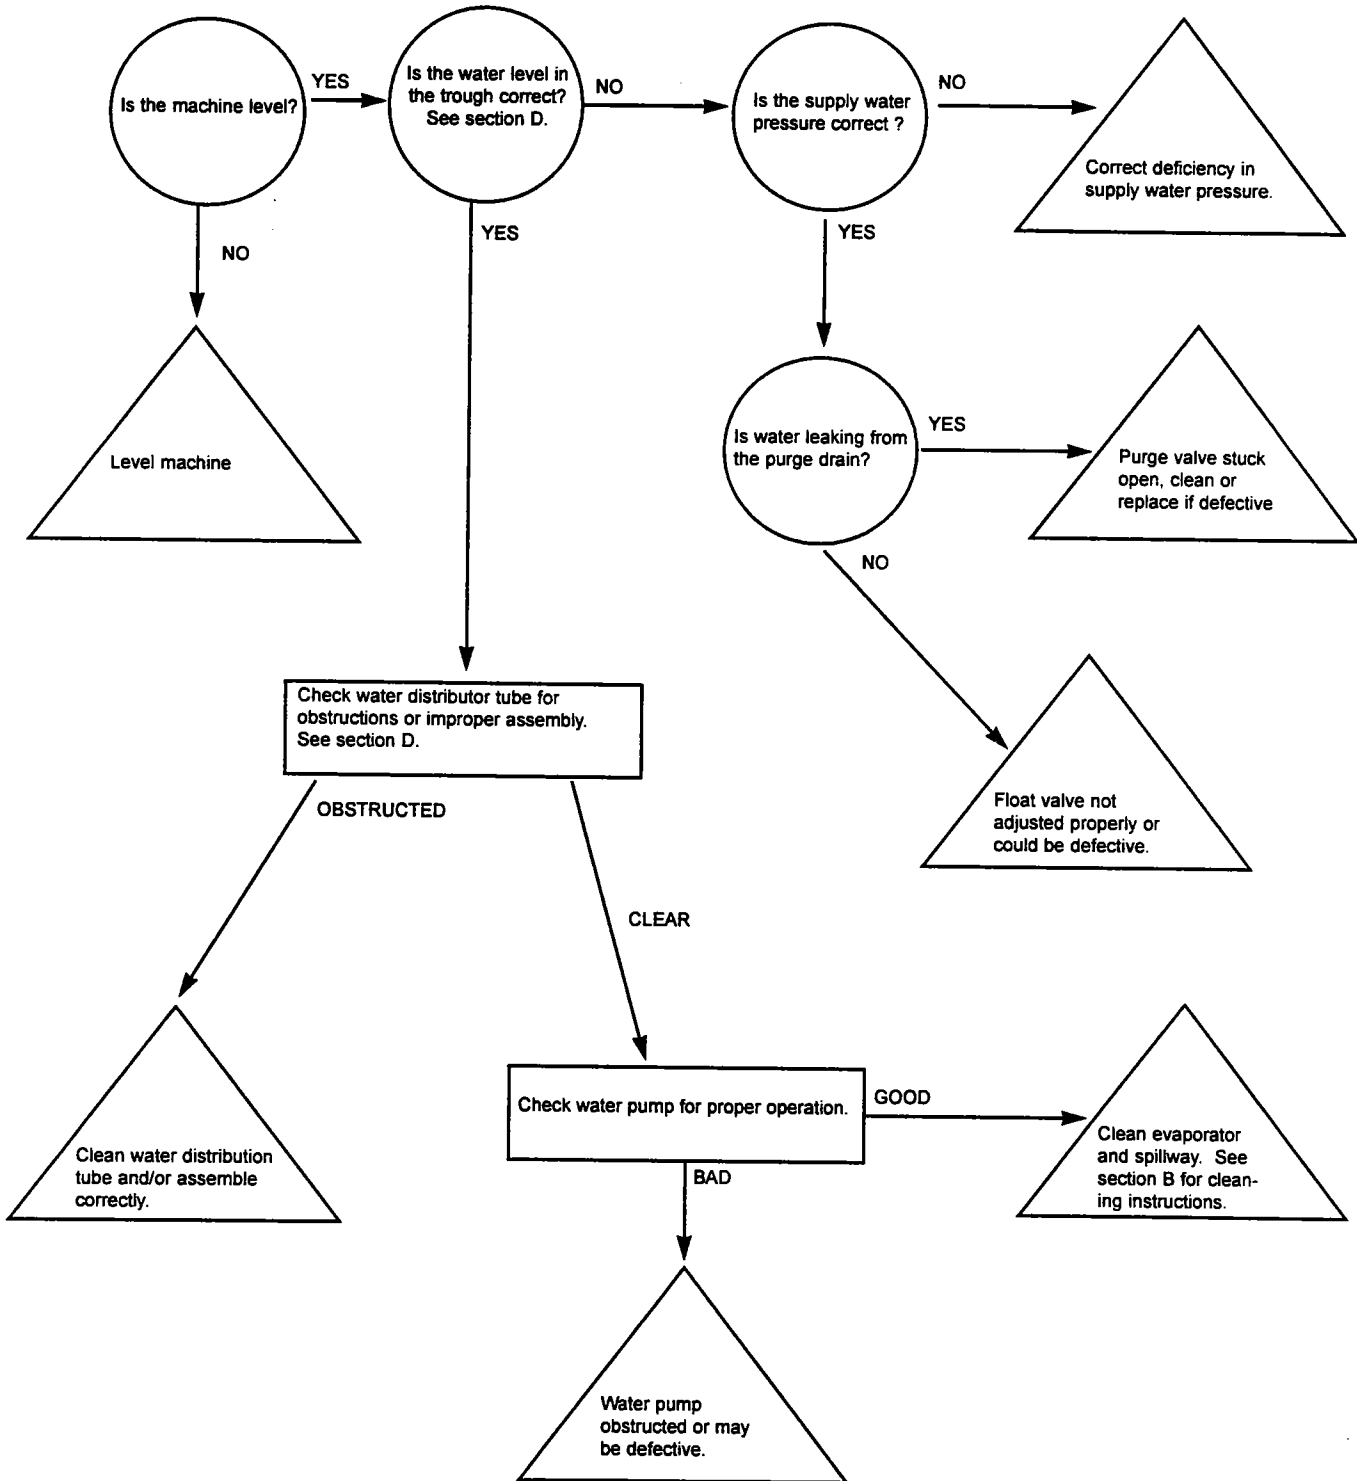 Is the machine level?
YES
Is the water level in
the trough correct?
See section D.
NO
Is the supply water
pressure correct ?
NO
Correct deficiency in
supply water pressure.
NO
YES
YES
Level machine
Is water leaking from
the purge drain?
YES
Purge valve stuck
open, clean or
replace if defective
NO
Float valve not
adjusted properly or
could be defective.
Check water distributor tube for
obstructions or improper assembly.
See section D.
OBSTRUCTED
CLEAR
Clean water distribution
tube and/or assemble
correctly.
Check water pump for proper operation.
GOOD
Clean evaporator
and spillway. See
section B for clean-
ing instructions.
BAD
Water pump
obstructed or may
be defective.